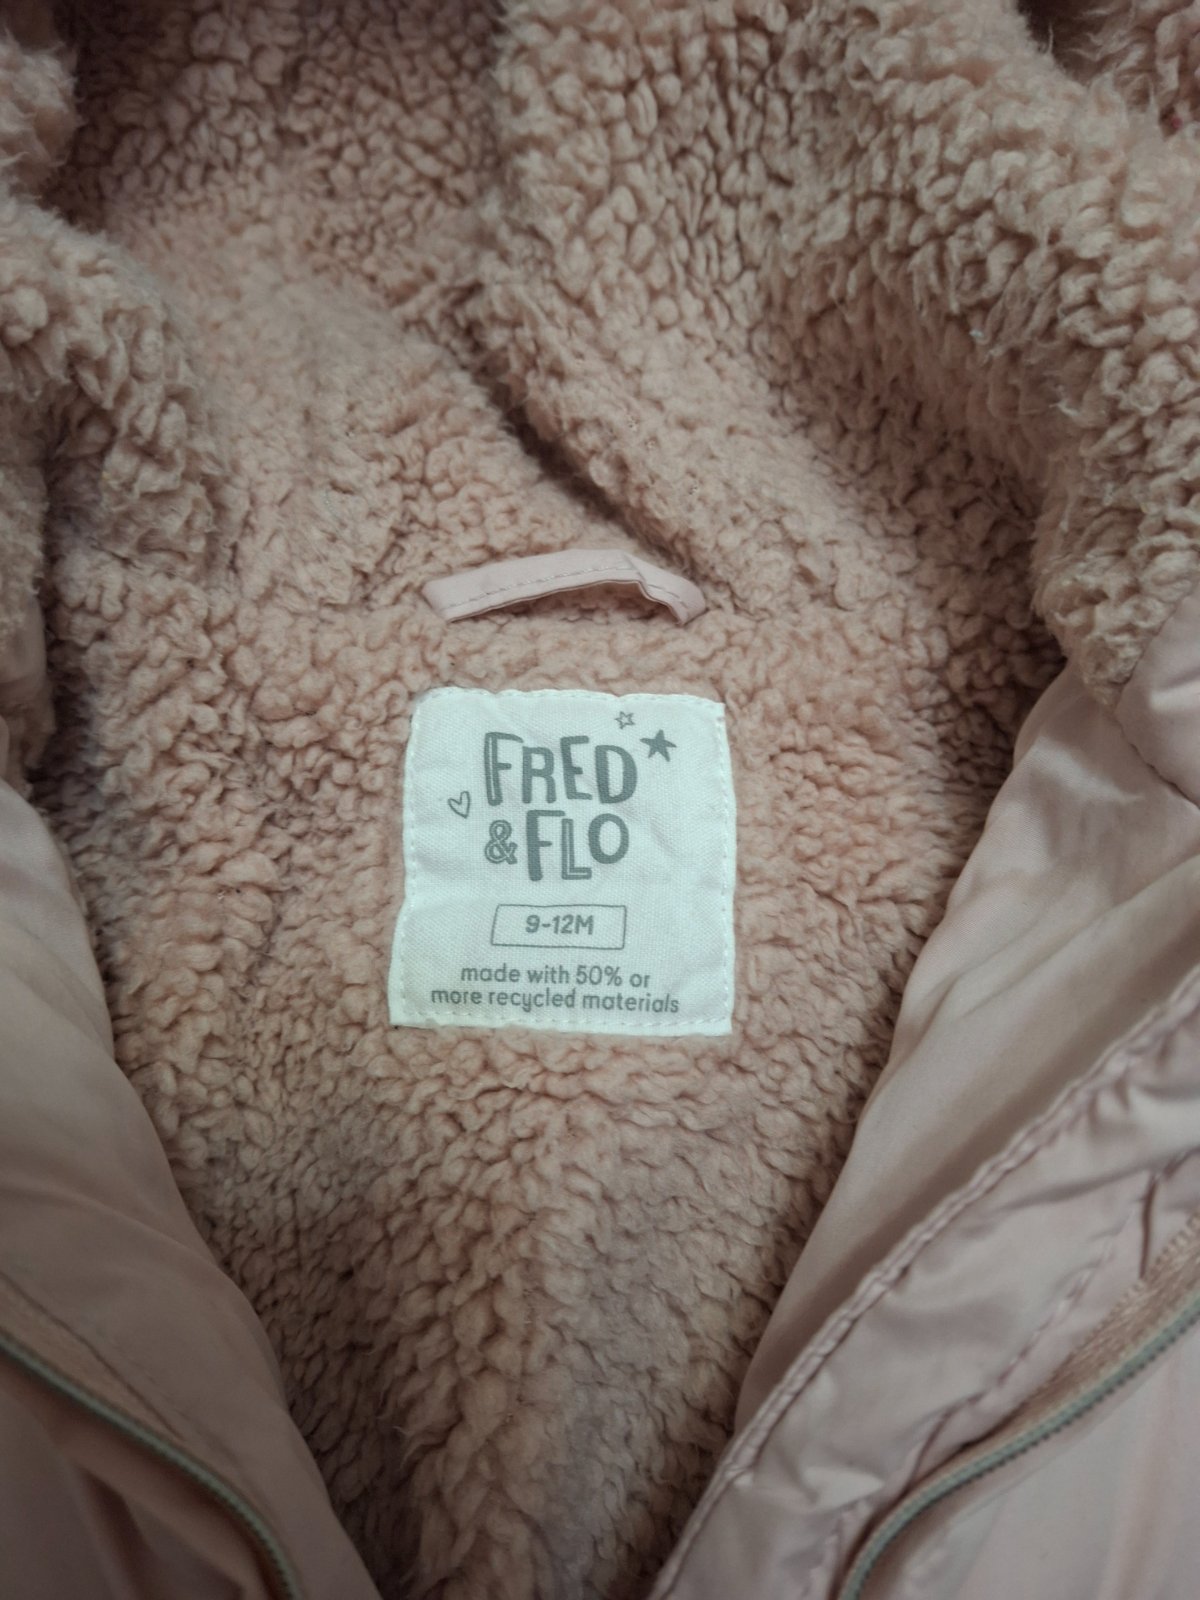 FRED
& FLO
9-12M
made with 50% or
more recycled materials